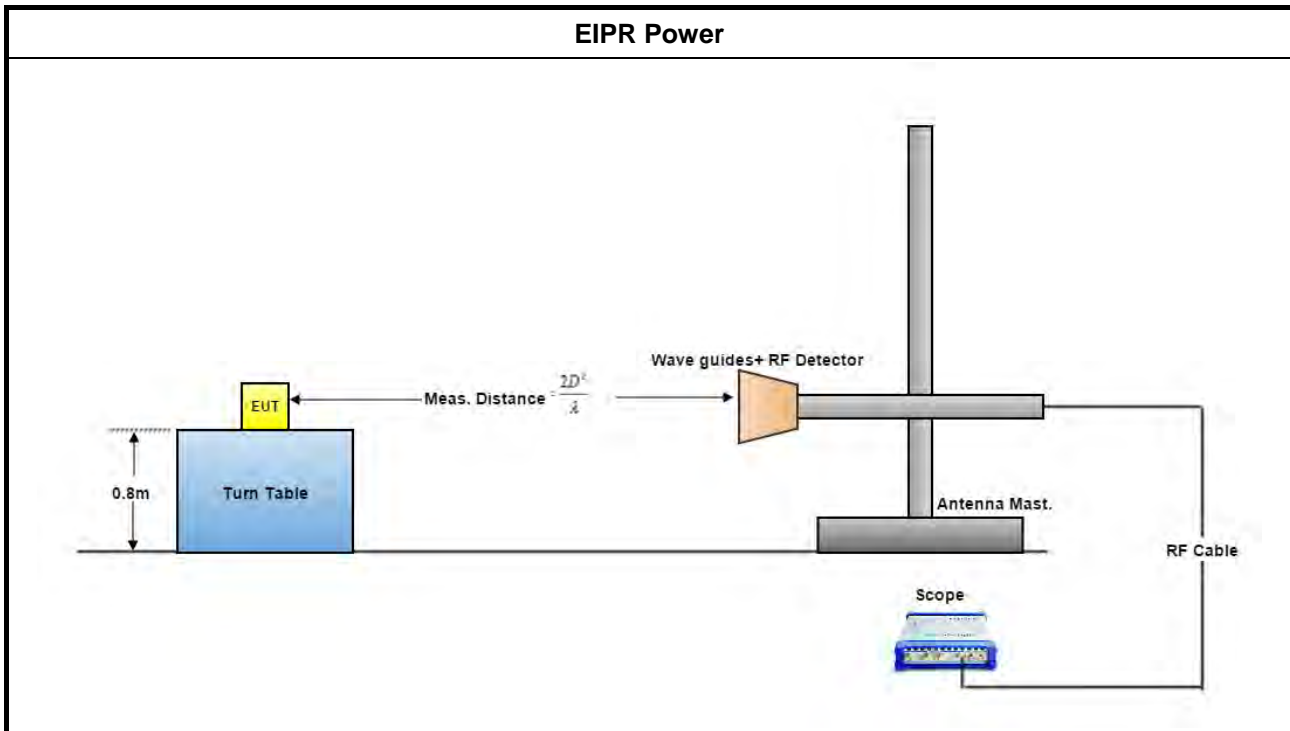 EIPR Power
Wave guides+ RF Detector
EUT
Meas. Distance = 2D²/λ
0.8m
Turn Table
Antenna Mast.
RF Cable
Scope